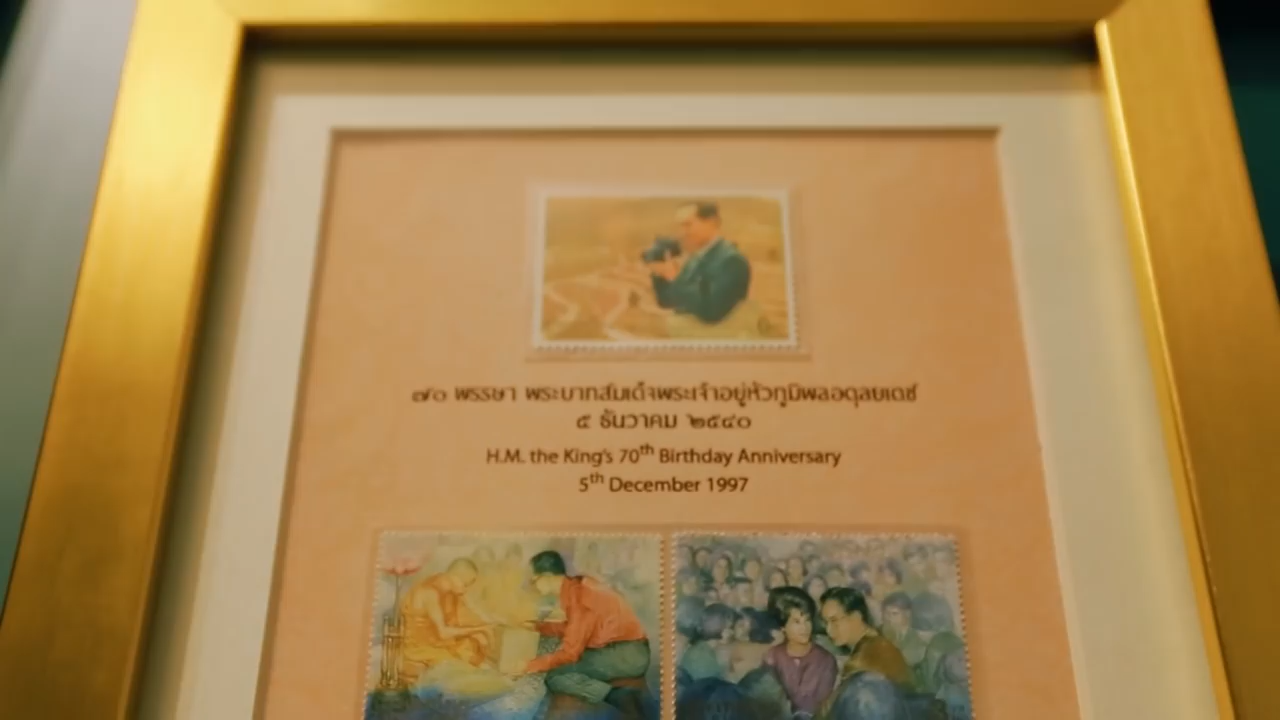 ๗๐ พรรษา พระบาทสมเด็จพระเจ้าอยู่หัวภูมิพลอดุลยเดช
๕ ธันวาคม ๒๕๔๐
H.M. the King's 70th Birthday Anniversary
5th December 1997